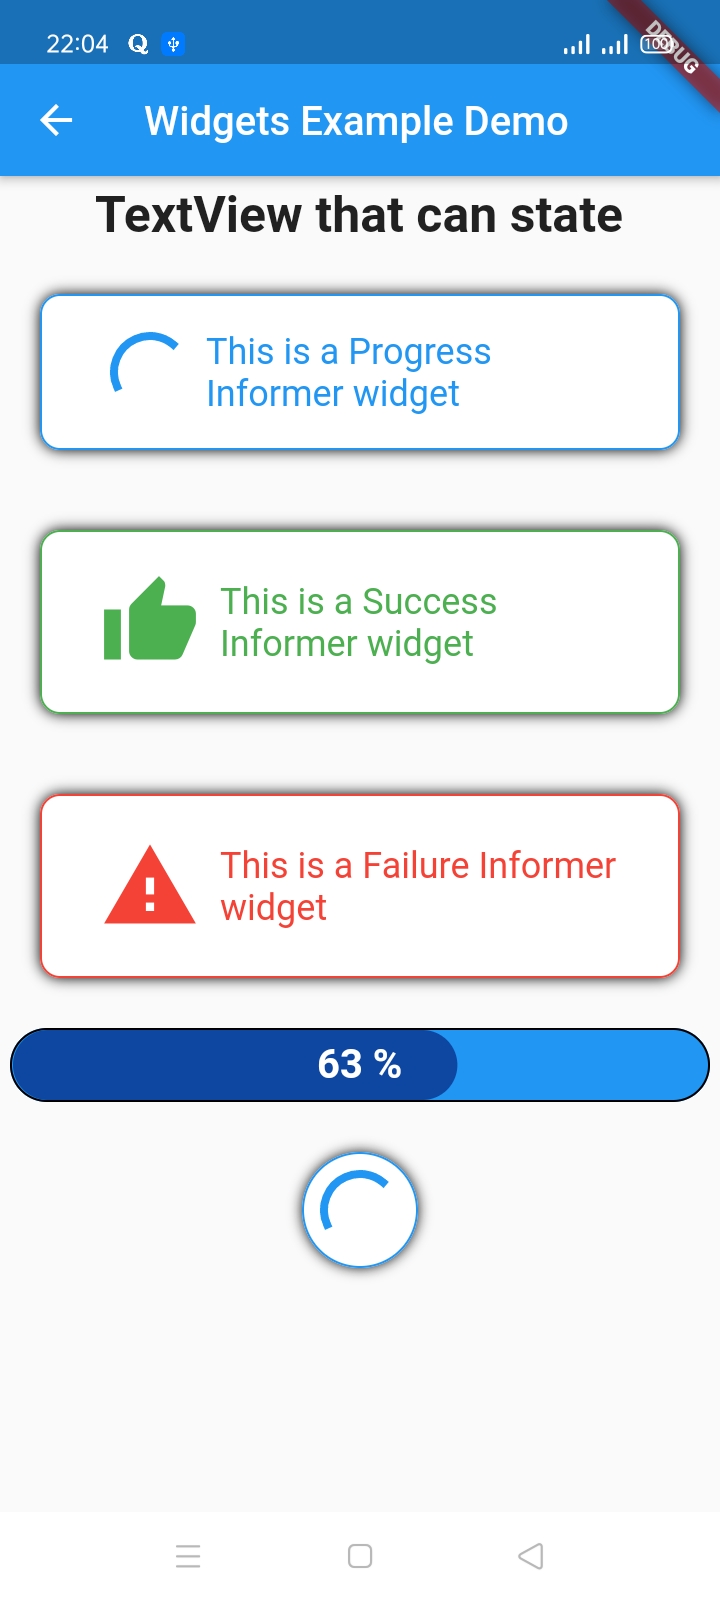 22:04
100
DEBUG
Widgets Example Demo
TextView that can state
This is a Progress
Informer widget
This is a Success
Informer widget
This is a Failure Informer
widget
63 %